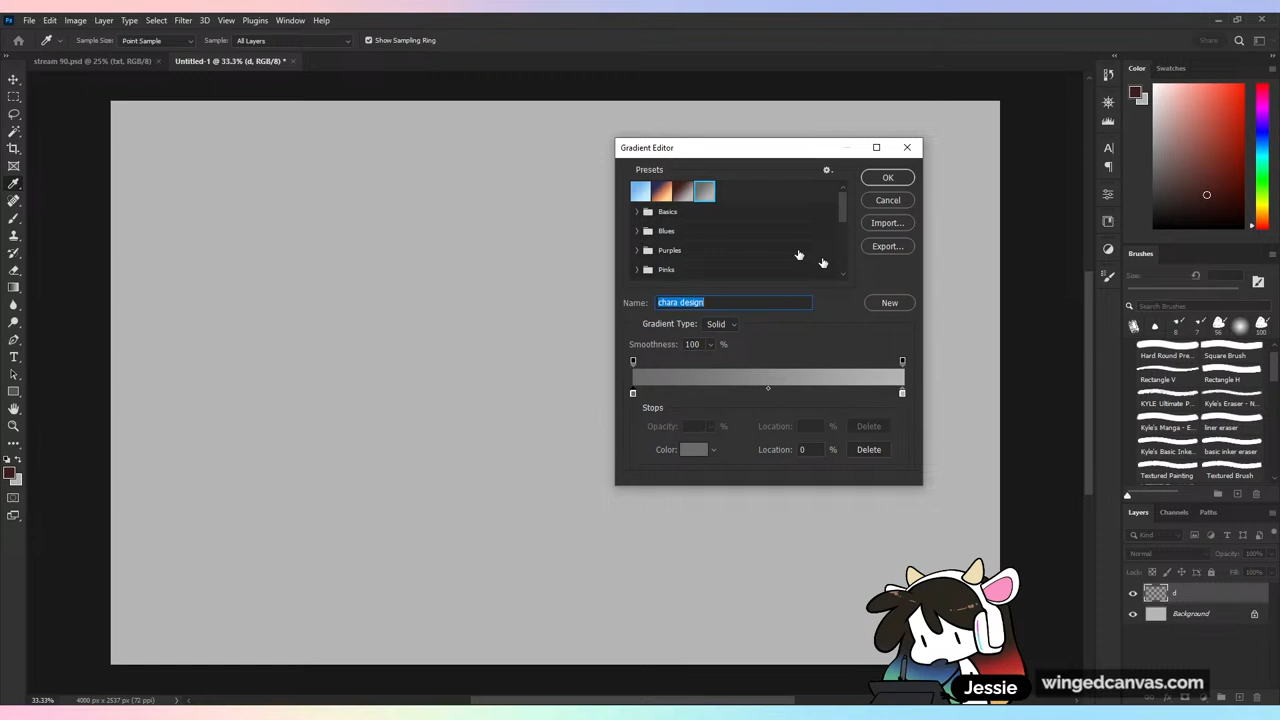 Ps File Edit Image Layer Type Select Filter 3D View Plugins Window Help
Sample Size: Point Sample Sample: All Layers Show Sampling Ring Share
stream 90.psd @ 25% (txt, RGB/8) × Untitled-1 @ 33.3% (d, RGB/8) * ×
Color Swatches
Gradient Editor
Presets
OK
Cancel
Import...
Export...
Basics
Blues
Purples
Pinks
Name: chara design New
Gradient Type: Solid
Smoothness: 100 %
Stops
Opacity: % Location: % Delete
Color: Location: 0 % Delete
Brushes
Size:
Search Brushes
8 7 56 100
Hard Round Pre... Square Brush
Rectangle V Rectangle H
KYLE Ultimate P... Kyle's Eraser - N...
Kyle's Manga - E... liner eraser
Kyle's Basic Inke... basic inker eraser
Textured Painting Textured Brush
Layers Channels Paths
Kind
Normal Opacity: 100%
Lock: Fill: 100%
d
Background
Jessie wingedcanvas.com
33.33% 4000 px x 2537 px (72 ppi)